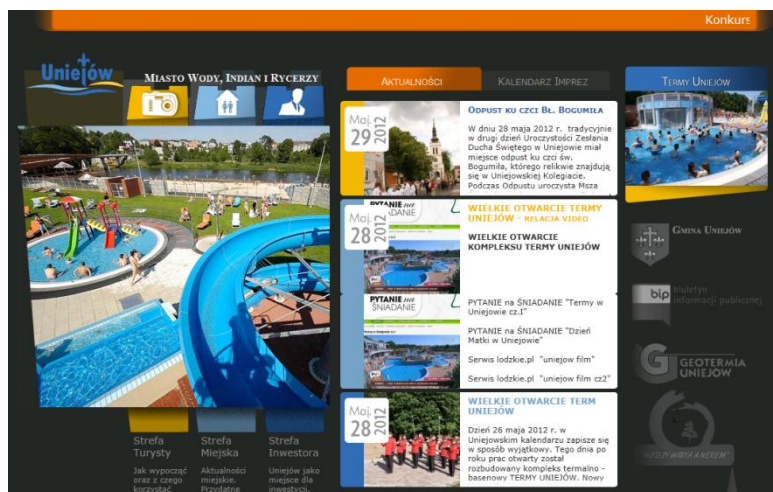 Konkurs
Uniejów
MIASTO WODY, INDIAN I RYCERZY
AKTUALNOŚCI
KALENDARZ IMPREZ
TERMY UNIEJÓW
Maj.
29
2012
ODPUST KU CZCI BŁ. BOGUMIŁA
W dniu 28 maja 2012 r. tradycyjnie
w drugi dzień Uroczystości Zesłania
Ducha Świętego w Uniejowie miał
miejsce odpust ku czci św.
Bogumiła, którego relikwie znajdują
się w Uniejowskiej Kolegiacie.
Podczas Odpustu uroczysta Msza
Maj.
28
2012
PYTANIE na
ŚNIADANIE
WIELKIE OTWARCIE TERMY
UNIEJÓW - RELACJA VIDEO
WIELKIE OTWARCIE
KOMPLEKSU TERMY UNIEJÓW
PYTANIE na
ŚNIADANIE
PYTANIE na ŚNIADANIE "Termy w
Uniejowie cz.I"
PYTANIE na ŚNIADANIE "Dzień
Matki w Uniejowie"
Serwis lodzkie.pl "uniejow film"
Serwis lodzkie.pl "uniejow film cz2"
Maj.
28
2012
WIELKIE OTWARCIE TERM
UNIEJÓW
Dzień 26 maja 2012 r. w
Uniejowskim kalendarzu zapisze się
w sposób wyjątkowy. Tego dnia po
roku prac otwarty został
rozbudowany kompleks termalno -
basenowy TERMY UNIEJÓW. Nowy
GMINA UNIEJÓW
bip
biuletyn
informacji publicznej
GEOTERMIA
UNIEJÓW
"MIĘDZY WARTĄ A NEREM"
Strefa
Turysty
Jak wypocząć
oraz z czego
korzystać
Strefa
Miejska
Aktualności
miejskie.
Przydatne
Strefa
Inwestora
Uniejów jako
miejsce dla
inwestycji.